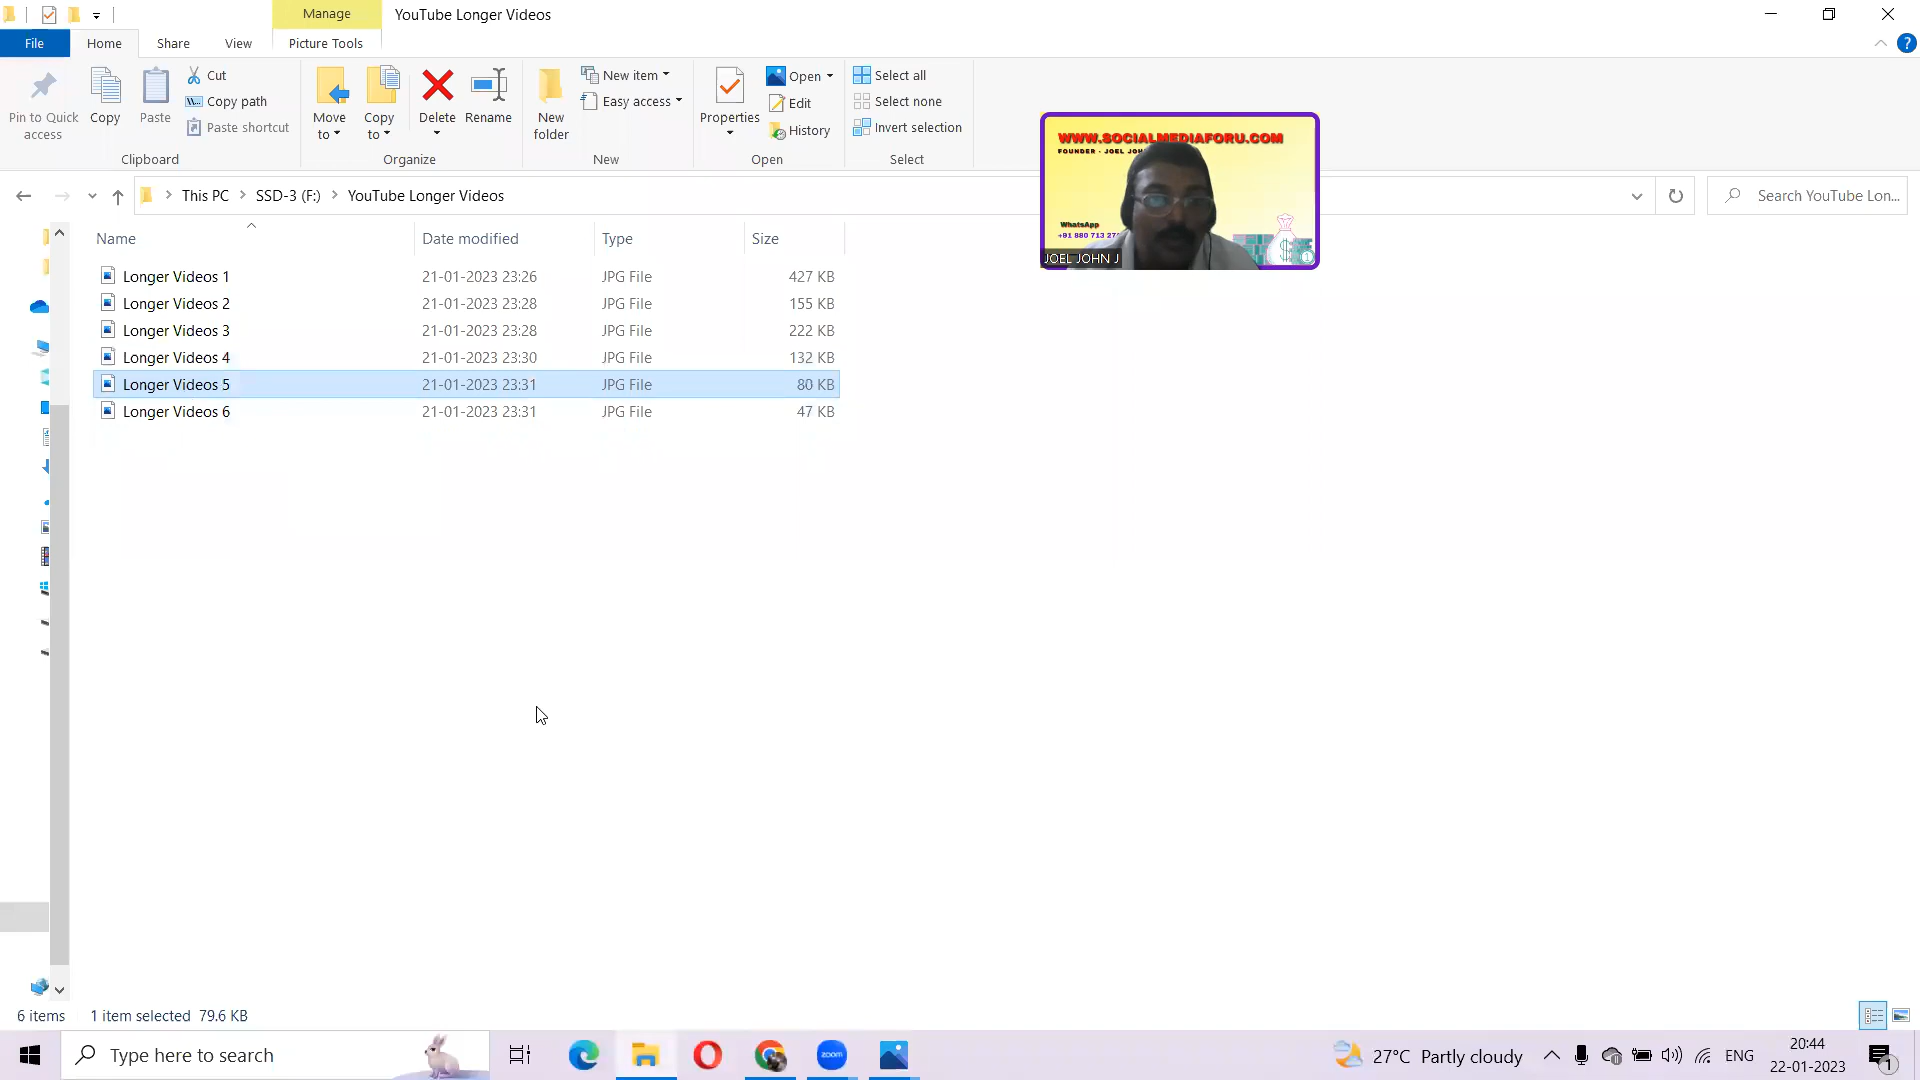 Manage
YouTube Longer Videos
File
Home
Share
View
Picture Tools
?
Pin to Quick access
Copy
Paste
Cut
Copy path
Paste shortcut
Clipboard
Move to
Copy to
Delete
Rename
Organize
New folder
New item
Easy access
New
Properties
Open
Edit
History
Open
Select all
Select none
Invert selection
Select
WWW.SOCIALMEDIAFORU.COM
FOUNDER - JOEL
WhatsApp
+91 880 713
JOEL JOHN J
This PC
SSD-3 (F:)
YouTube Longer Videos
Search YouTube Lon...
Name Date modified Type Size
Longer Videos 1 21-01-2023 23:26 JPG File 427 KB
Longer Videos 2 21-01-2023 23:28 JPG File 155 KB
Longer Videos 3 21-01-2023 23:28 JPG File 222 KB
Longer Videos 4 21-01-2023 23:30 JPG File 132 KB
Longer Videos 5 21-01-2023 23:31 JPG File 80 KB
Longer Videos 6 21-01-2023 23:31 JPG File 47 KB
6 items 1 item selected 79.6 KB
Type here to search
zoom
27°C Partly cloudy
ENG
20:44
22-01-2023
1